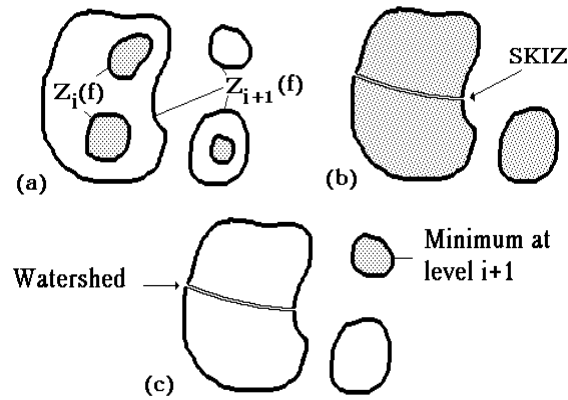 Z_i(f)
Z_{i+1}(f)
(a)
SKIZ
(b)
Watershed
Minimum at
level i+1
(c)